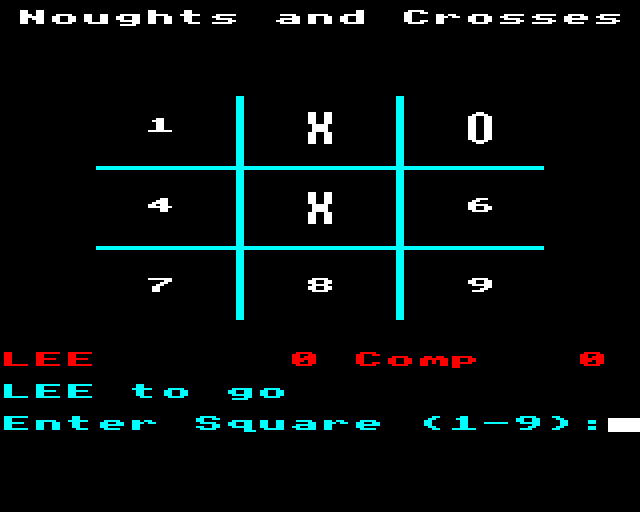 Noughts and Crosses
1 X O
4 X 6
7 8 9
LEE 0 Comp 0
LEE to go
Enter Square (1-9):